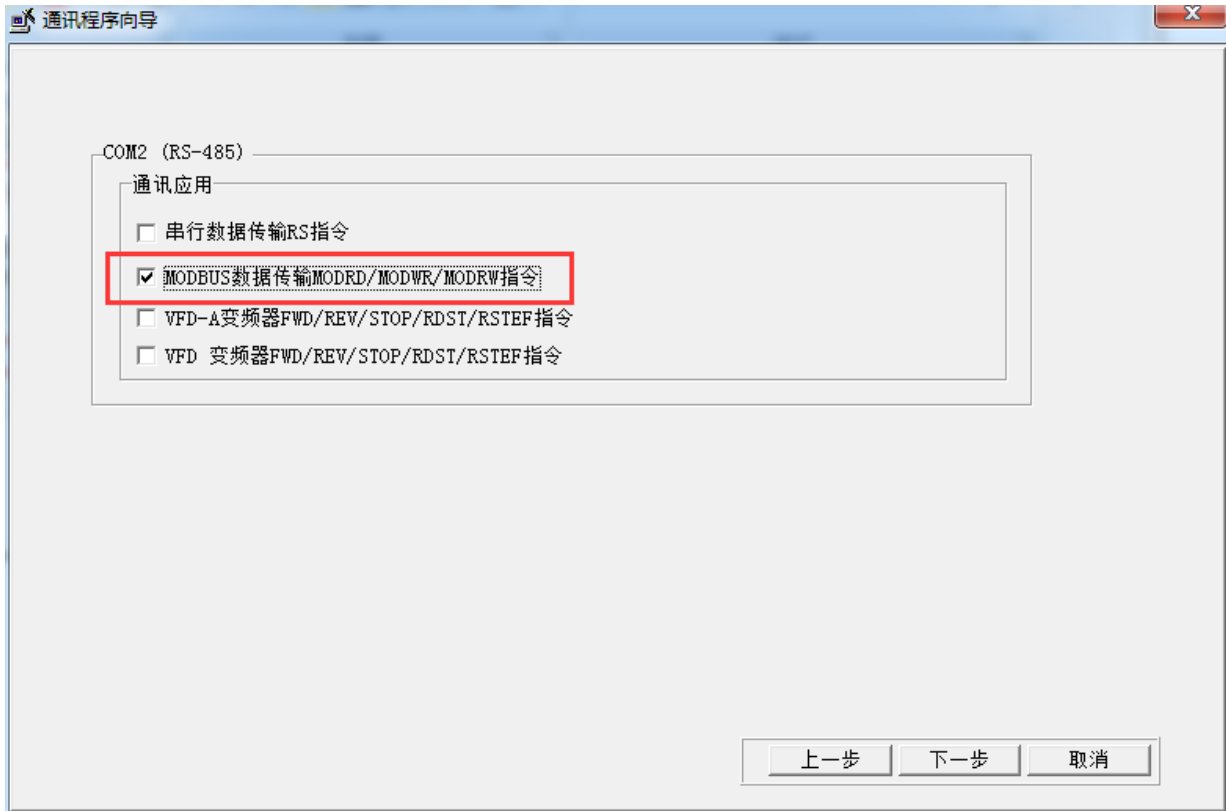 通讯程序向导
COM2 (RS-485)
通讯应用
串行数据传输RS指令
MODBUS数据传输MODRD/MODWR/MODRW指令
VFD-A变频器FWD/REV/STOP/RDST/RSTEF指令
VFD 变频器FWD/REV/STOP/RDST/RSTEF指令
上一步 下一步 取消